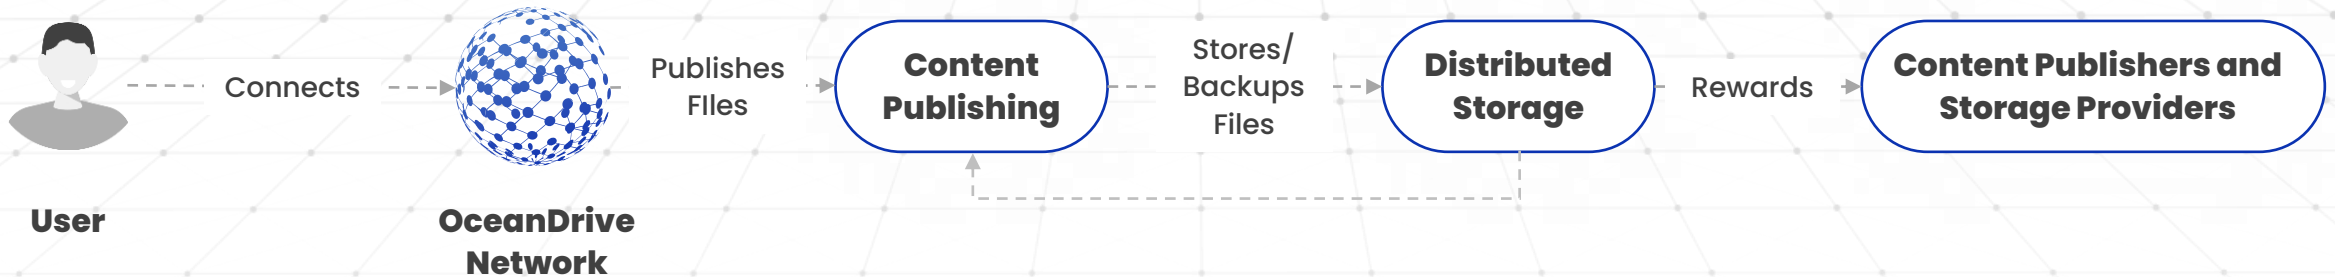 User
Connects
OceanDrive
Network
Publishes
FIles
Content
Publishing
Stores/
Backups
Files
Distributed
Storage
Rewards
Content Publishers and
Storage Providers